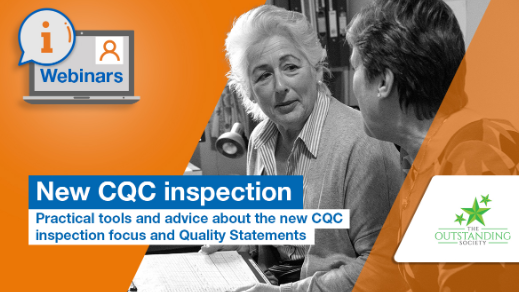 i
Webinars
New CQC inspection
Practical tools and advice about the new CQC
inspection focus and Quality Statements
THE
OUTSTANDING
SOCIETY